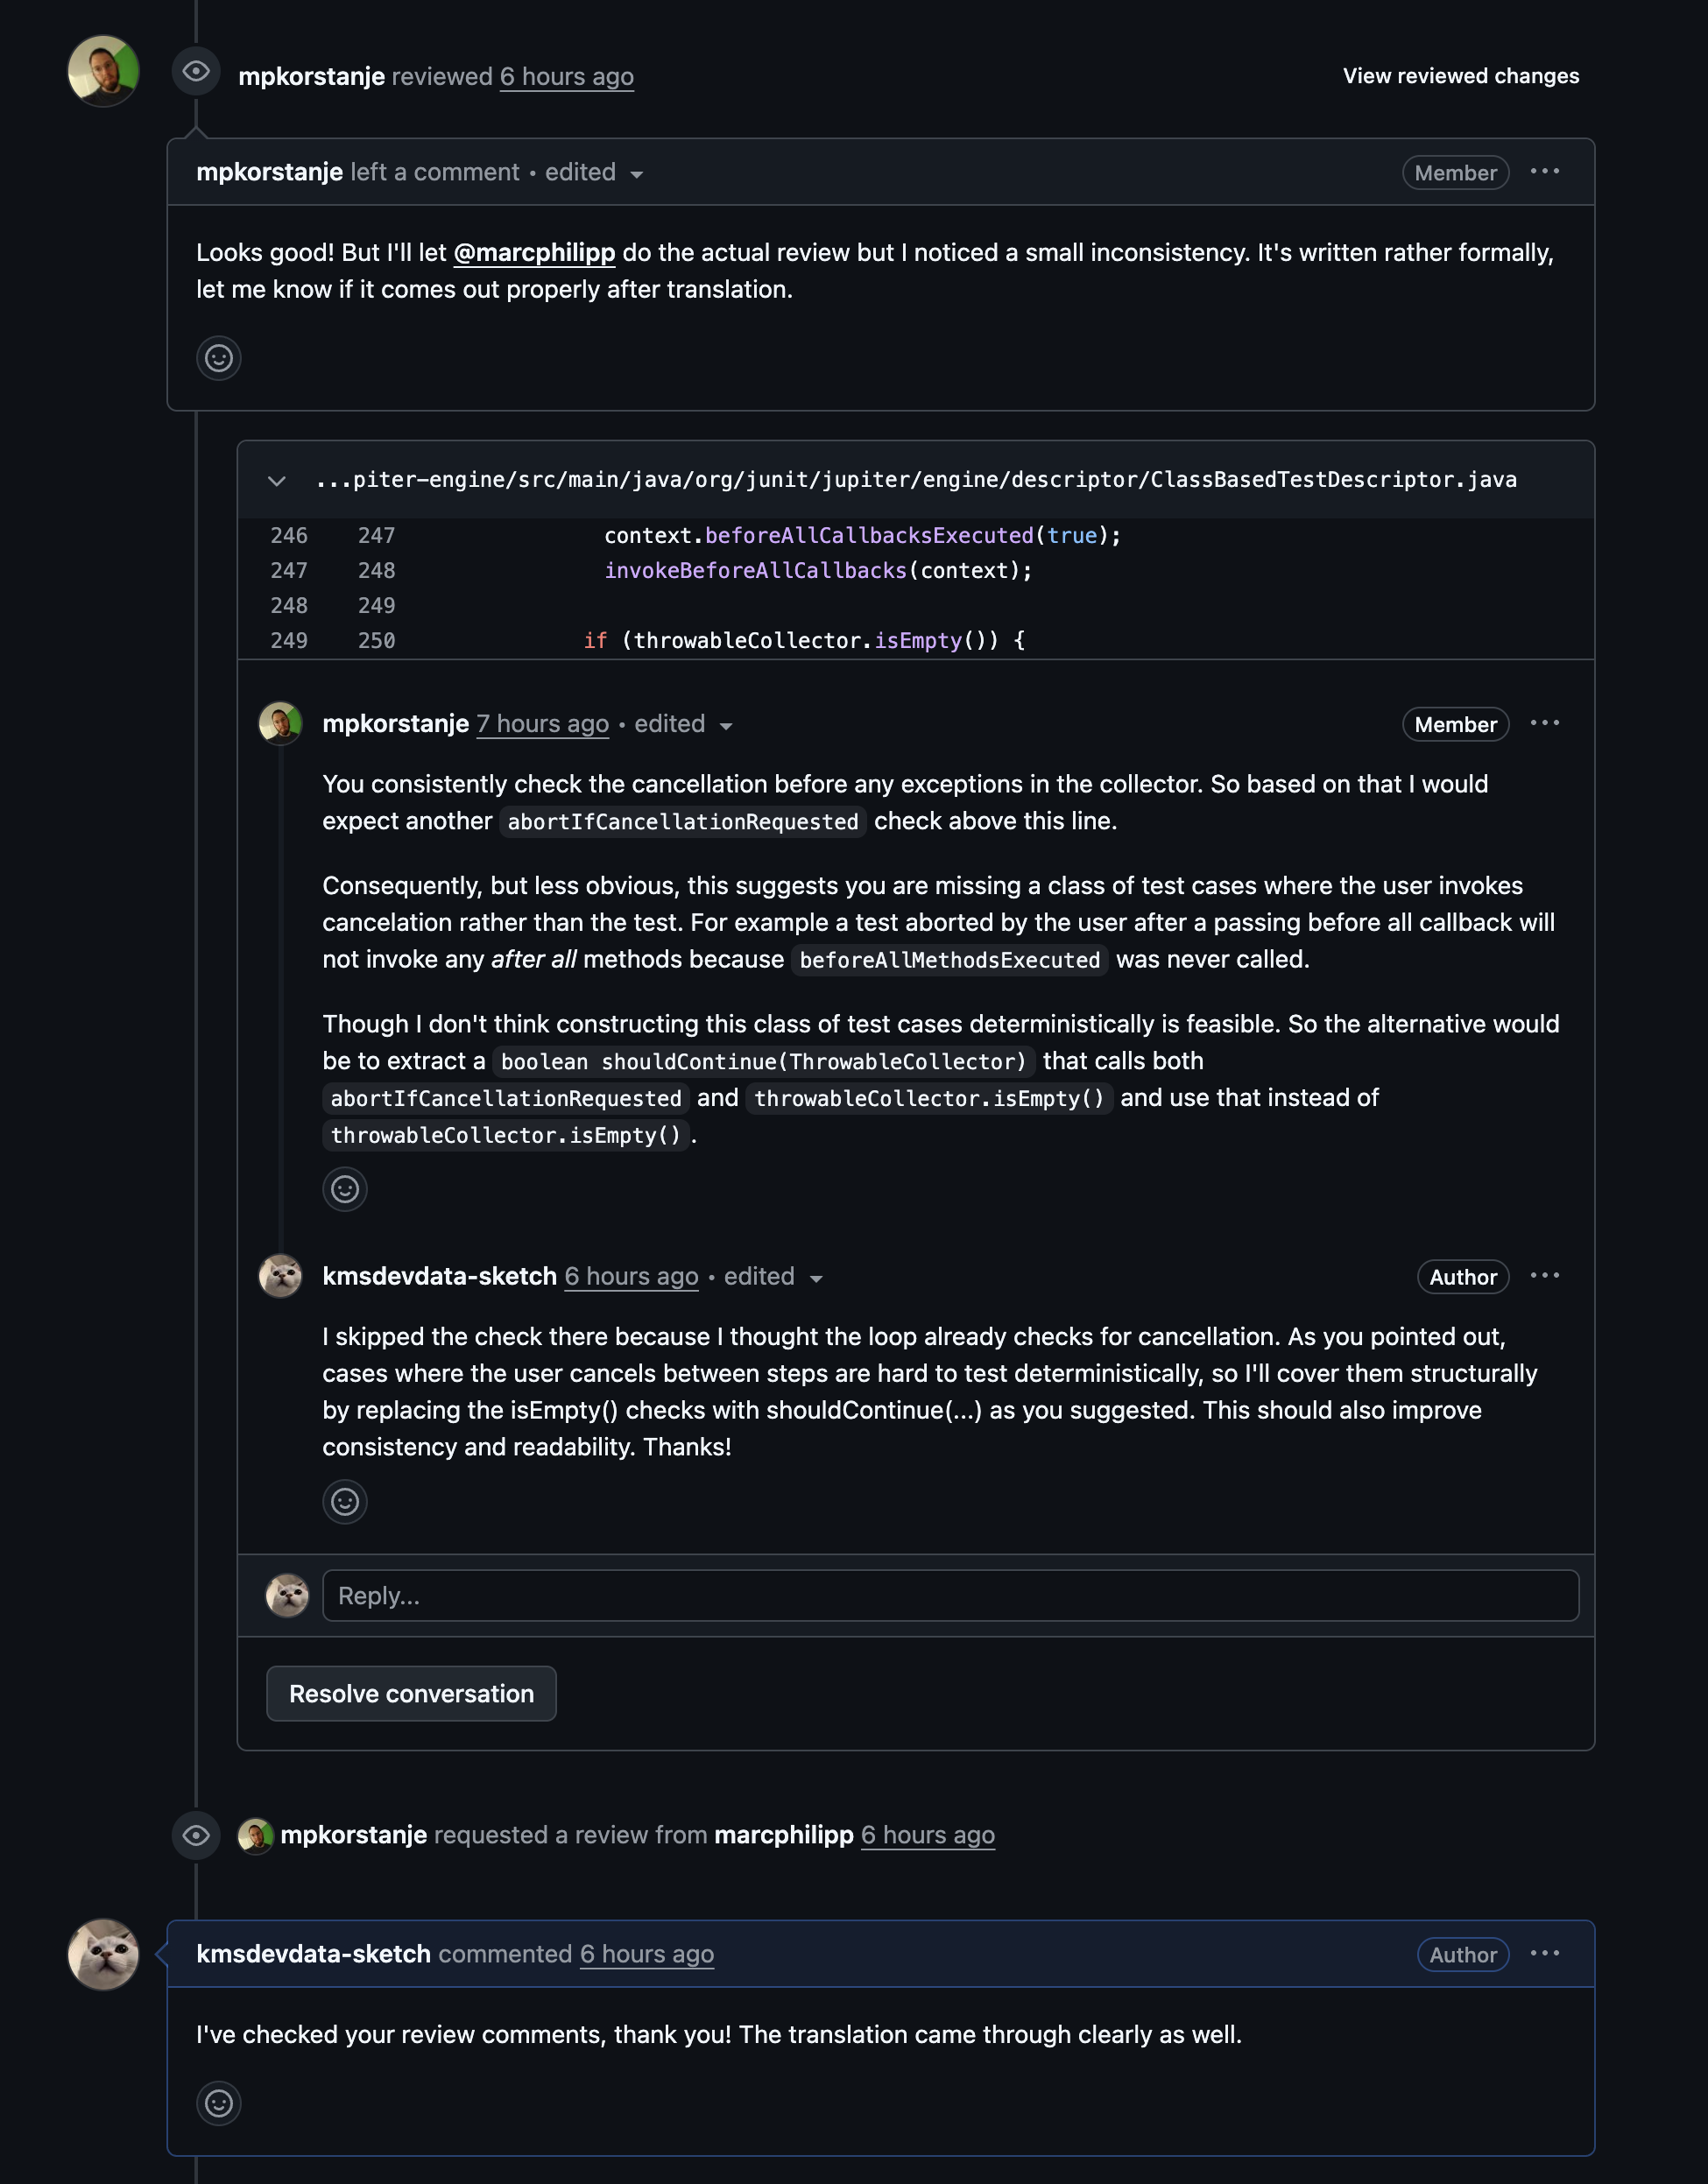 mpkorstanje reviewed 6 hours ago
View reviewed changes
mpkorstanje left a comment • edited
Member
Looks good! But I'll let @marcphilipp do the actual review but I noticed a small inconsistency. It's written rather formally,
let me know if it comes out properly after translation.
...piter-engine/src/main/java/org/junit/jupiter/engine/descriptor/ClassBasedTestDescriptor.java
246 247 context.beforeAllCallbacksExecuted(true);
247 248 invokeBeforeAllCallbacks(context);
248 249
249 250 if (throwableCollector.isEmpty()) {
mpkorstanje 7 hours ago • edited
Member
You consistently check the cancellation before any exceptions in the collector. So based on that I would
expect another abortIfCancellationRequested check above this line.
Consequently, but less obvious, this suggests you are missing a class of test cases where the user invokes
cancelation rather than the test. For example a test aborted by the user after a passing before all callback will
not invoke any after all methods because beforeAllMethodsExecuted was never called.
Though I don't think constructing this class of test cases deterministically is feasible. So the alternative would
be to extract a boolean shouldContinue(ThrowableCollector) that calls both
abortIfCancellationRequested and throwableCollector.isEmpty() and use that instead of
throwableCollector.isEmpty().
kmsdevdata-sketch 6 hours ago • edited
Author
I skipped the check there because I thought the loop already checks for cancellation. As you pointed out,
cases where the user cancels between steps are hard to test deterministically, so I'll cover them structurally
by replacing the isEmpty() checks with shouldContinue(...) as you suggested. This should also improve
consistency and readability. Thanks!
Reply...
Resolve conversation
mpkorstanje requested a review from marcphilipp 6 hours ago
kmsdevdata-sketch commented 6 hours ago
Author
I've checked your review comments, thank you! The translation came through clearly as well.